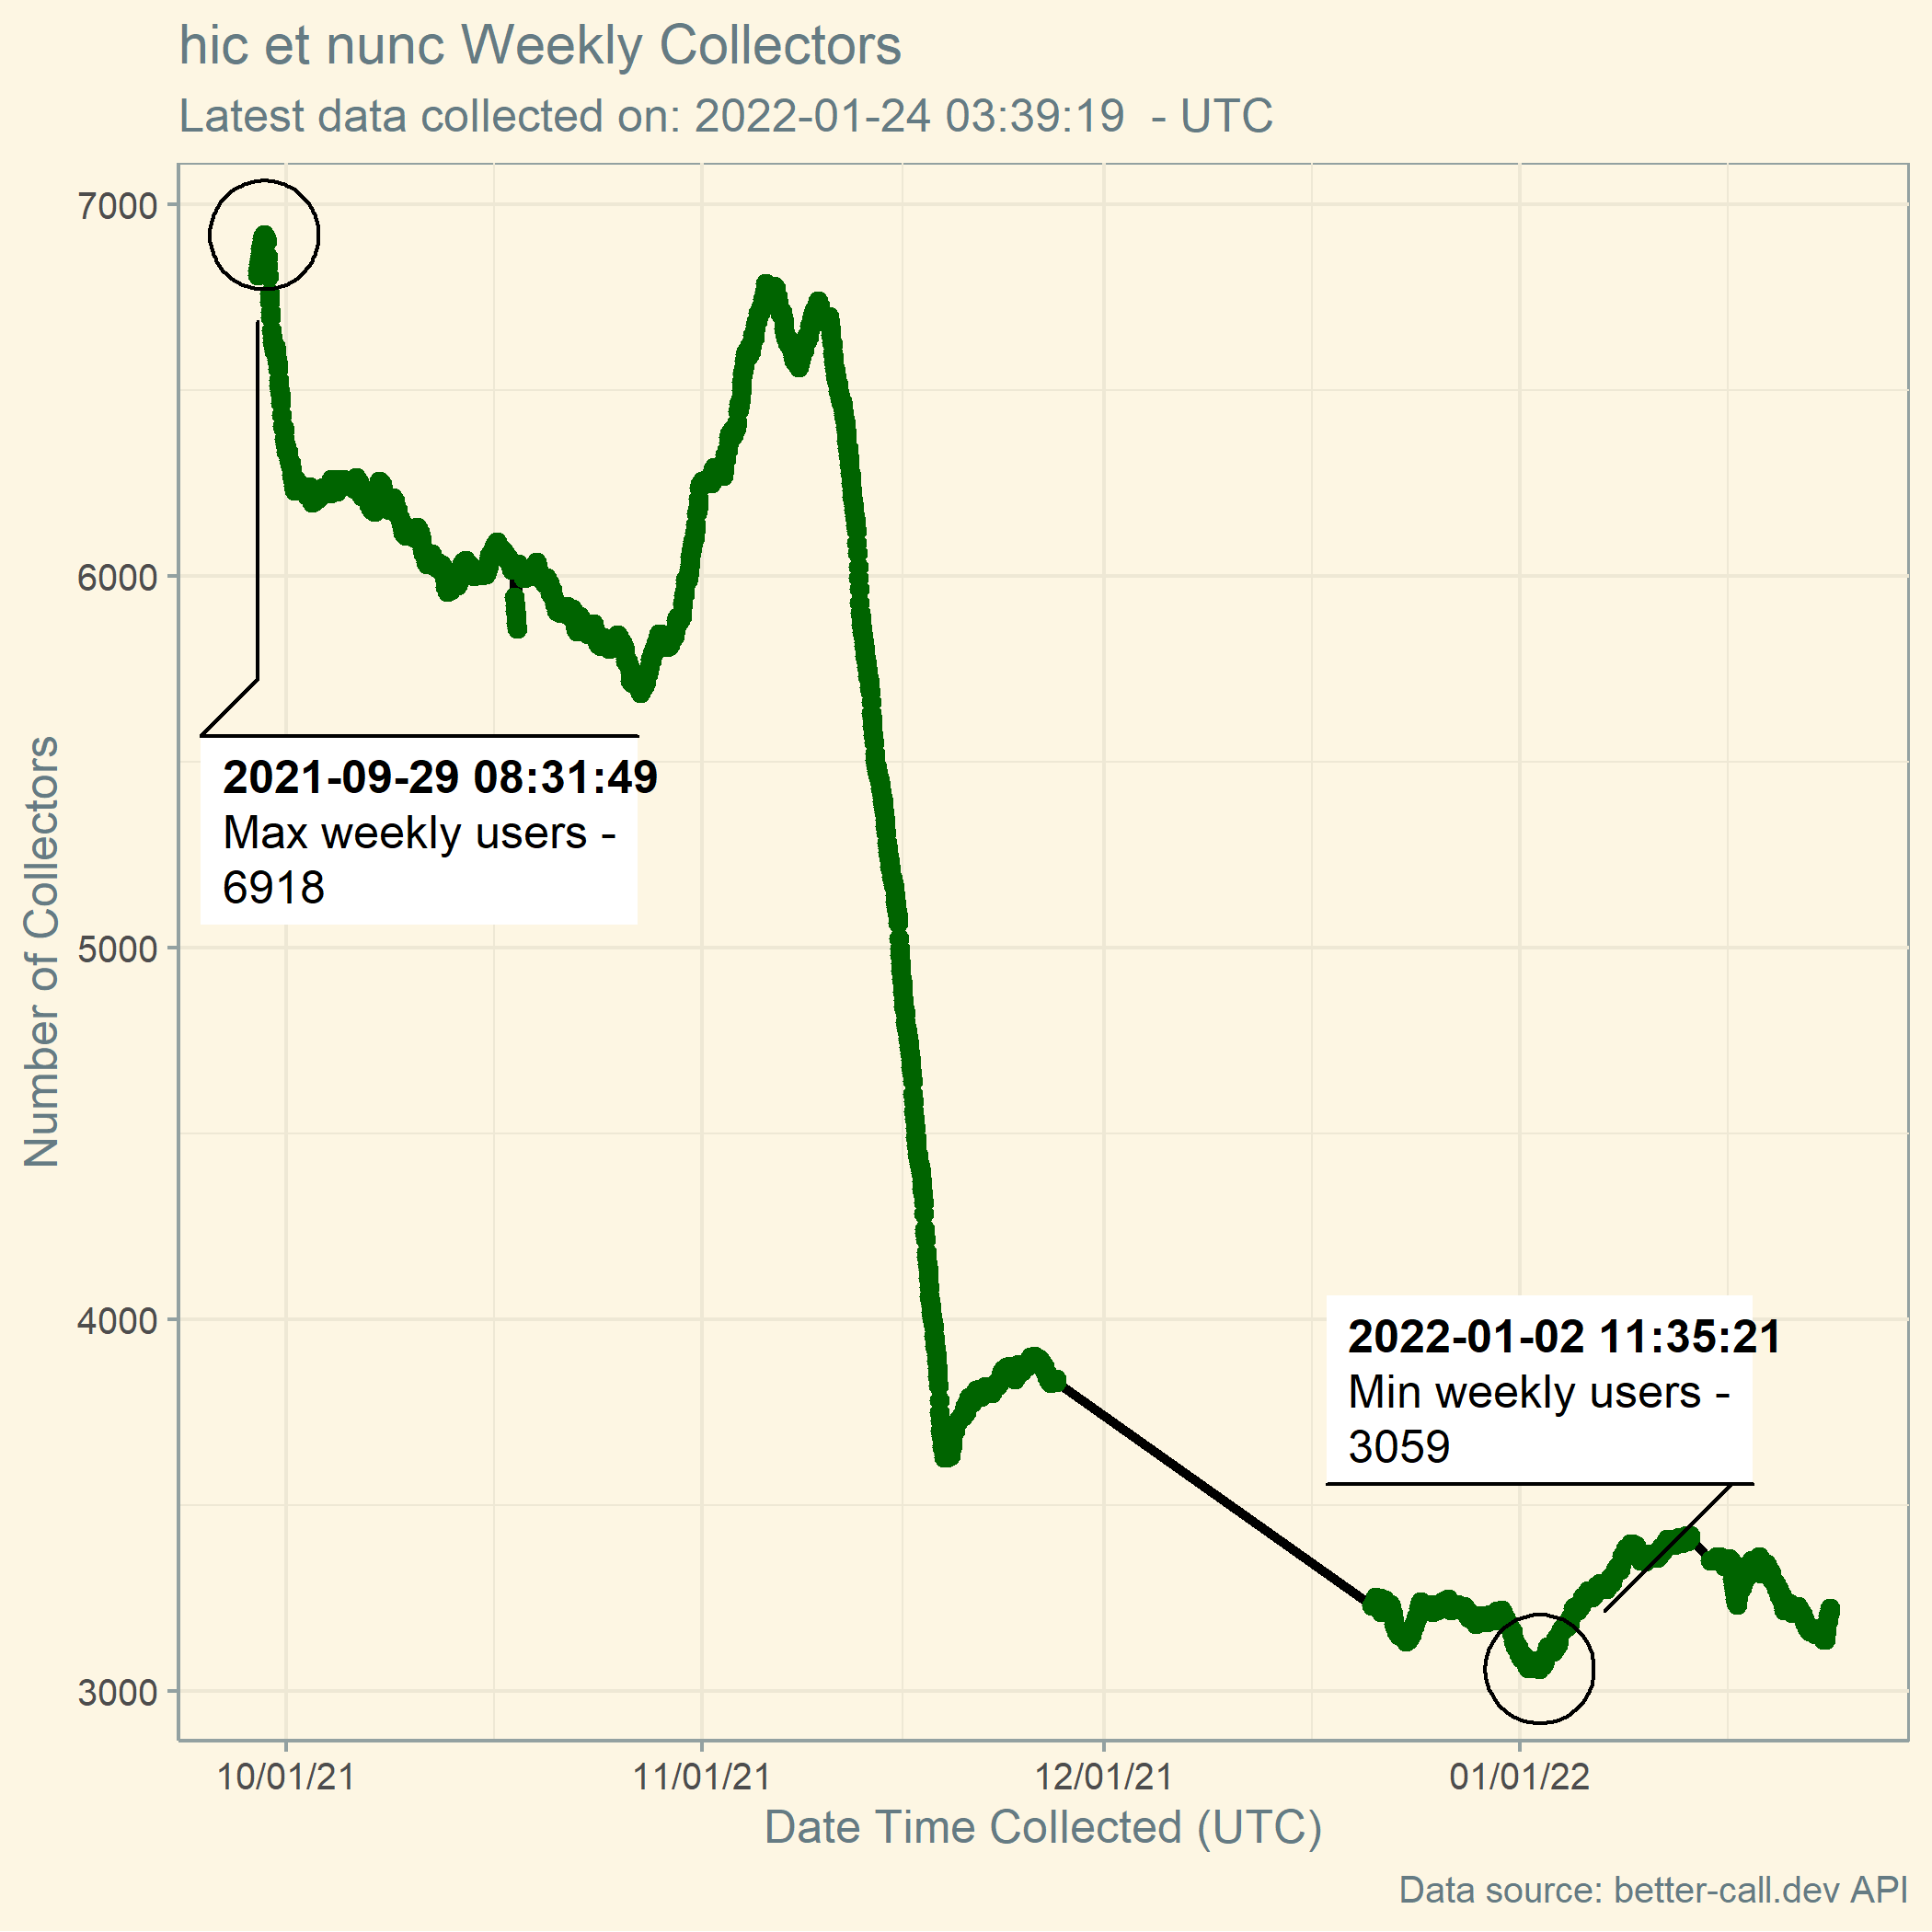 hic et nunc Weekly Collectors
Latest data collected on: 2022-01-24 03:39:19  - UTC
Number of Collectors
7000
6000
5000
4000
3000
2021-09-29 08:31:49
Max weekly users -
6918
2022-01-02 11:35:21
Min weekly users -
3059
10/01/21
11/01/21
12/01/21
01/01/22
Date Time Collected (UTC)
Data source: better-call.dev API